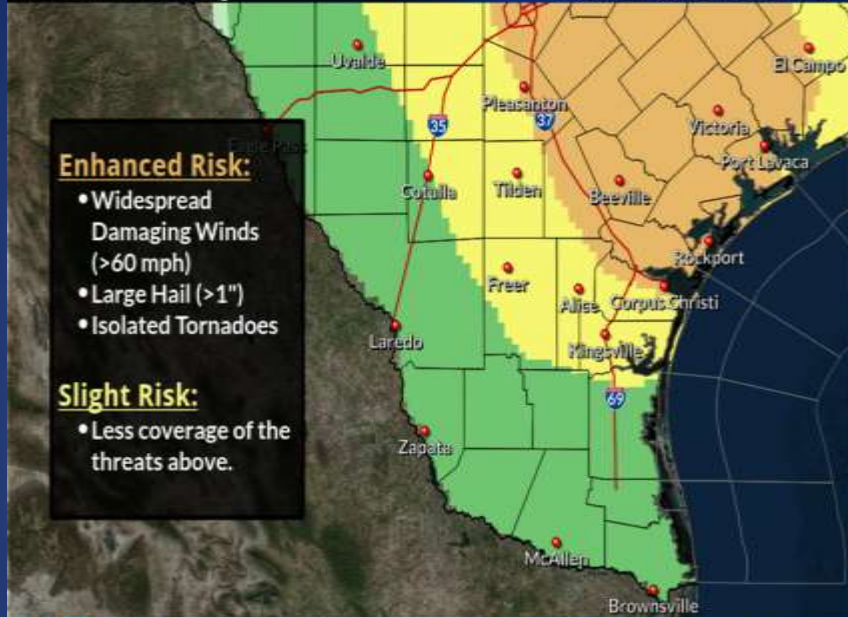 Uvalde
El Campo
Pleasanton
35
37
Victoria
Eagle Pass
Port Lavaca
Enhanced Risk:
• Widespread
Damaging Winds
(>60 mph)
• Large Hail (>1")
• Isolated Tornadoes
Cotulla
Tilden
Beeville
Rockport
Freer
Alice
Corpus Christi
Laredo
Kingsville
Slight Risk:
• Less coverage of the
threats above.
69
Zapata
McAllen
Brownsville